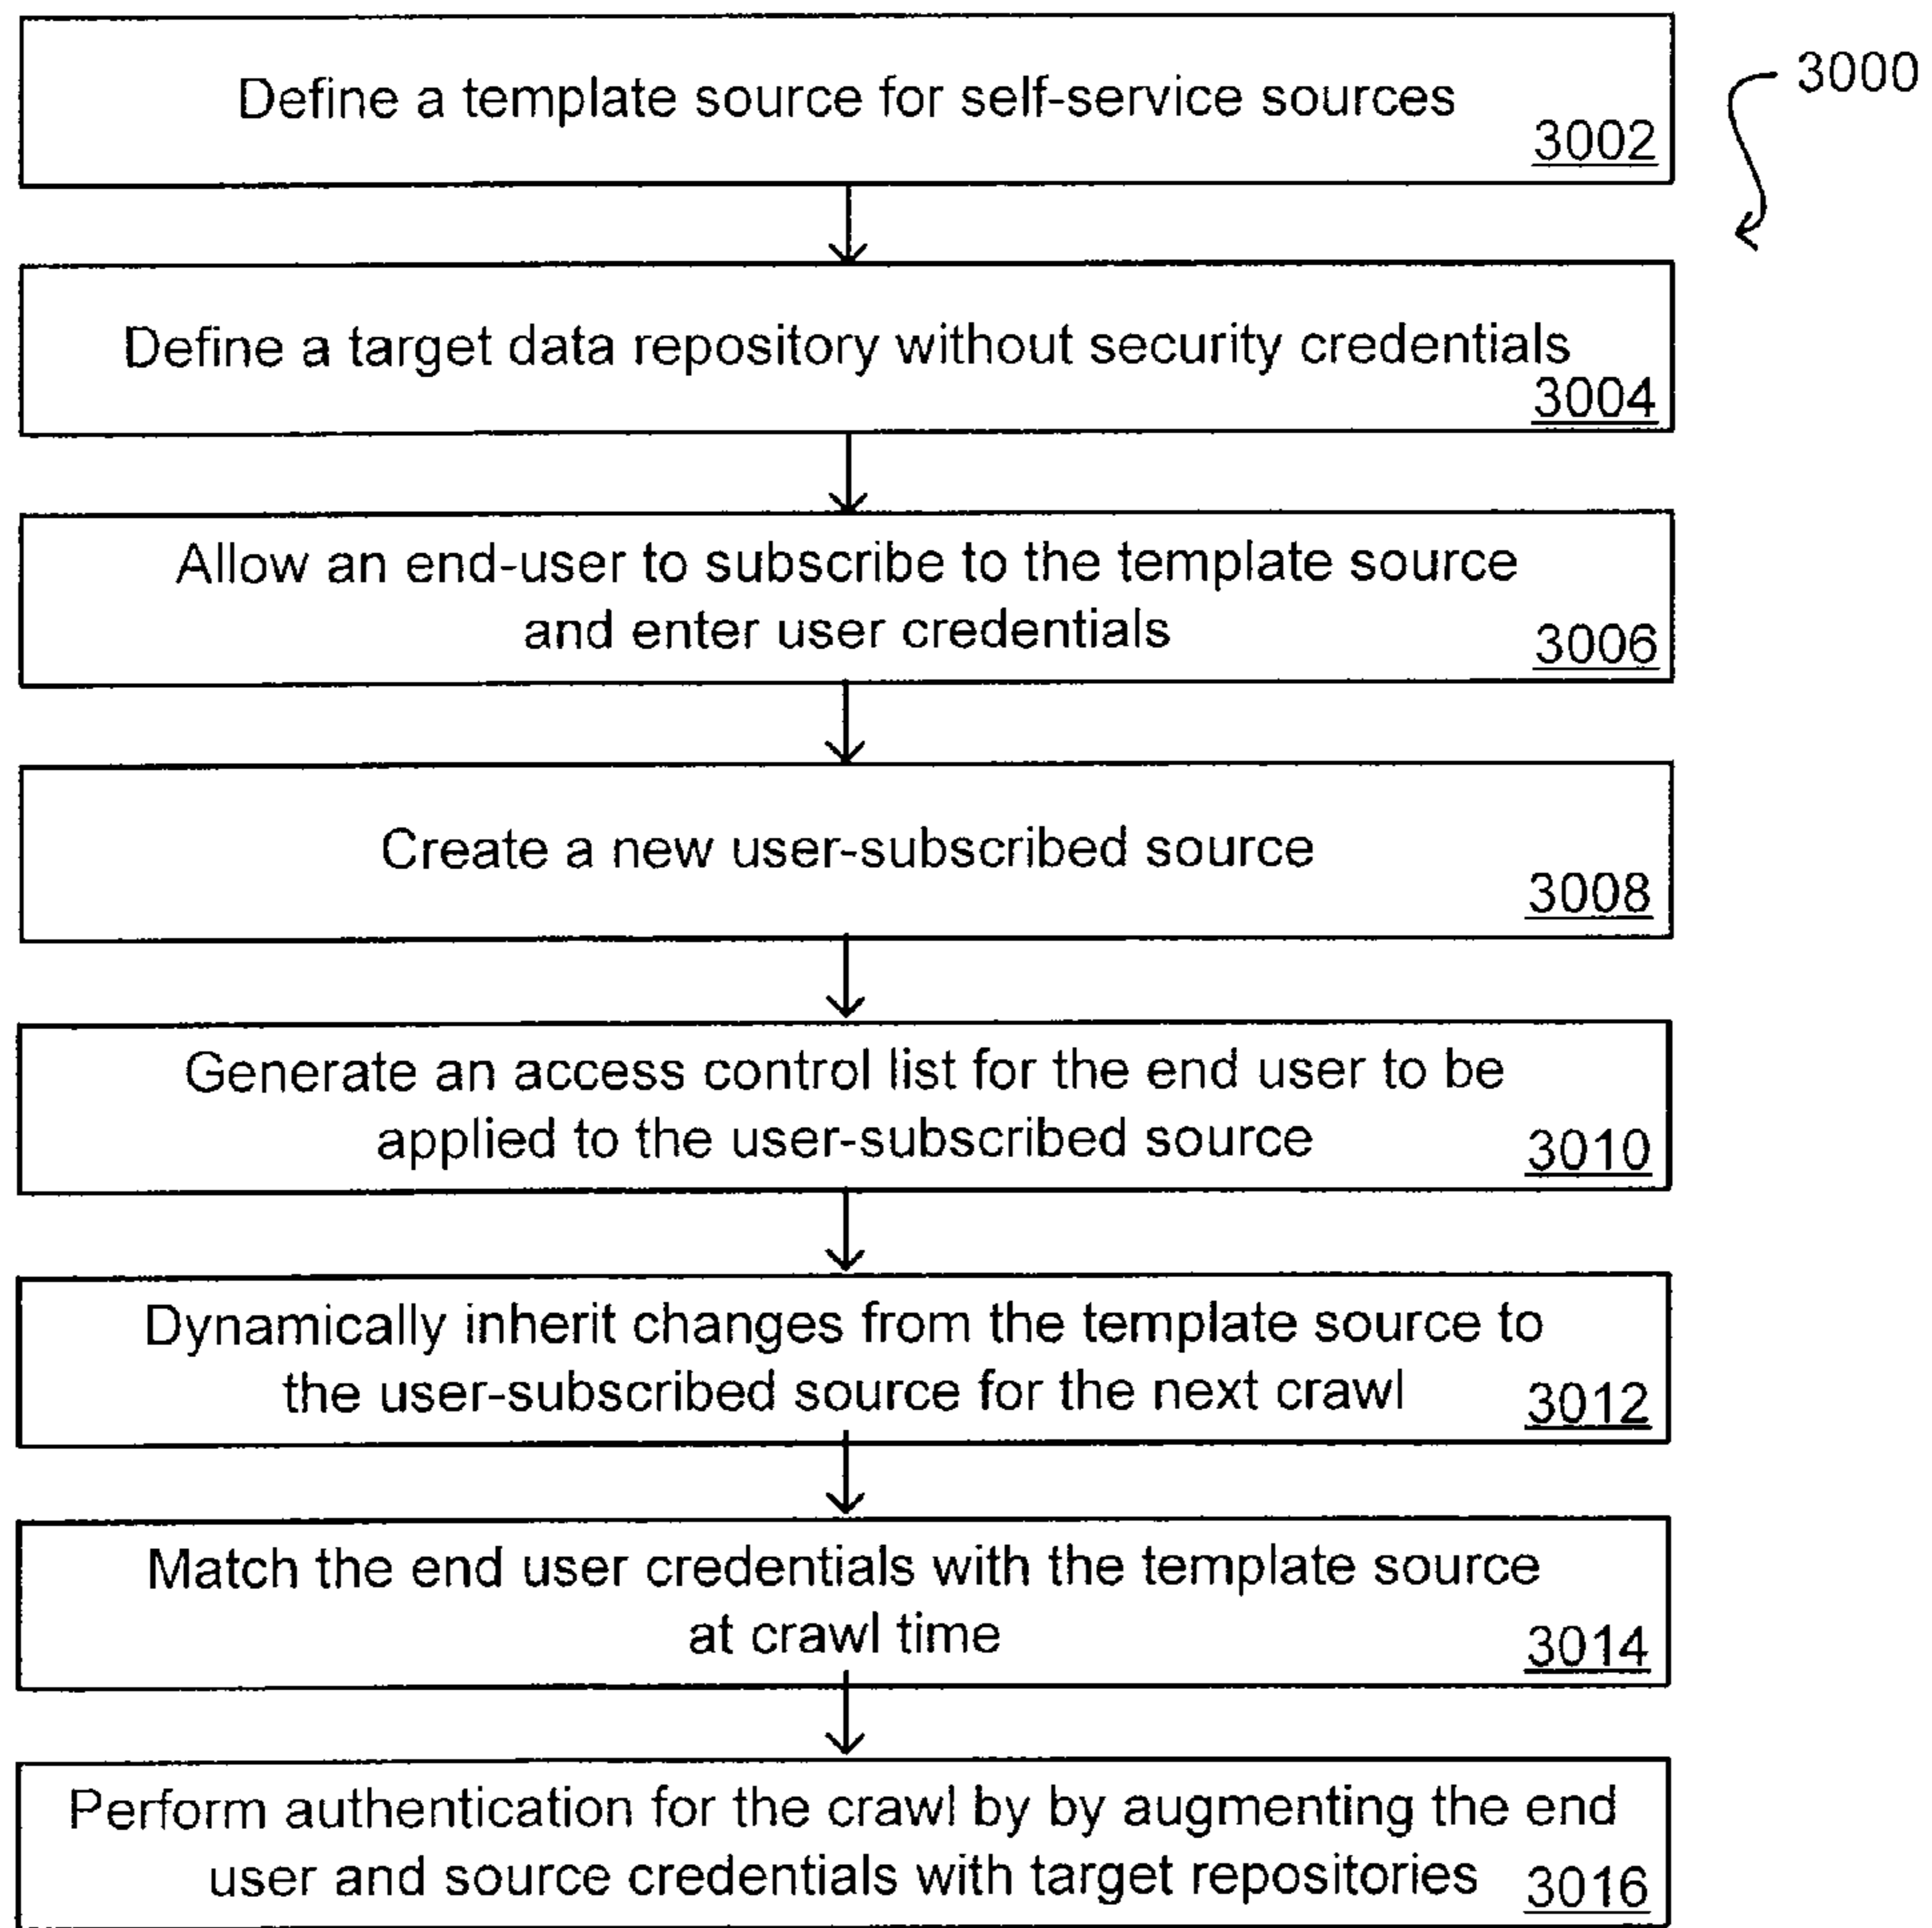 3000
Define a template source for self-service sources
3002
Define a target data repository without security credentials
3004
Allow an end-user to subscribe to the template source
and enter user credentials
3006
Create a new user-subscribed source
3008
Generate an access control list for the end user to be
applied to the user-subscribed source
3010
Dynamically inherit changes from the template source to
the user-subscribed source for the next crawl
3012
Match the end user credentials with the template source
at crawl time
3014
Perform authentication for the crawl by by augmenting the end
user and source credentials with target repositories
3016